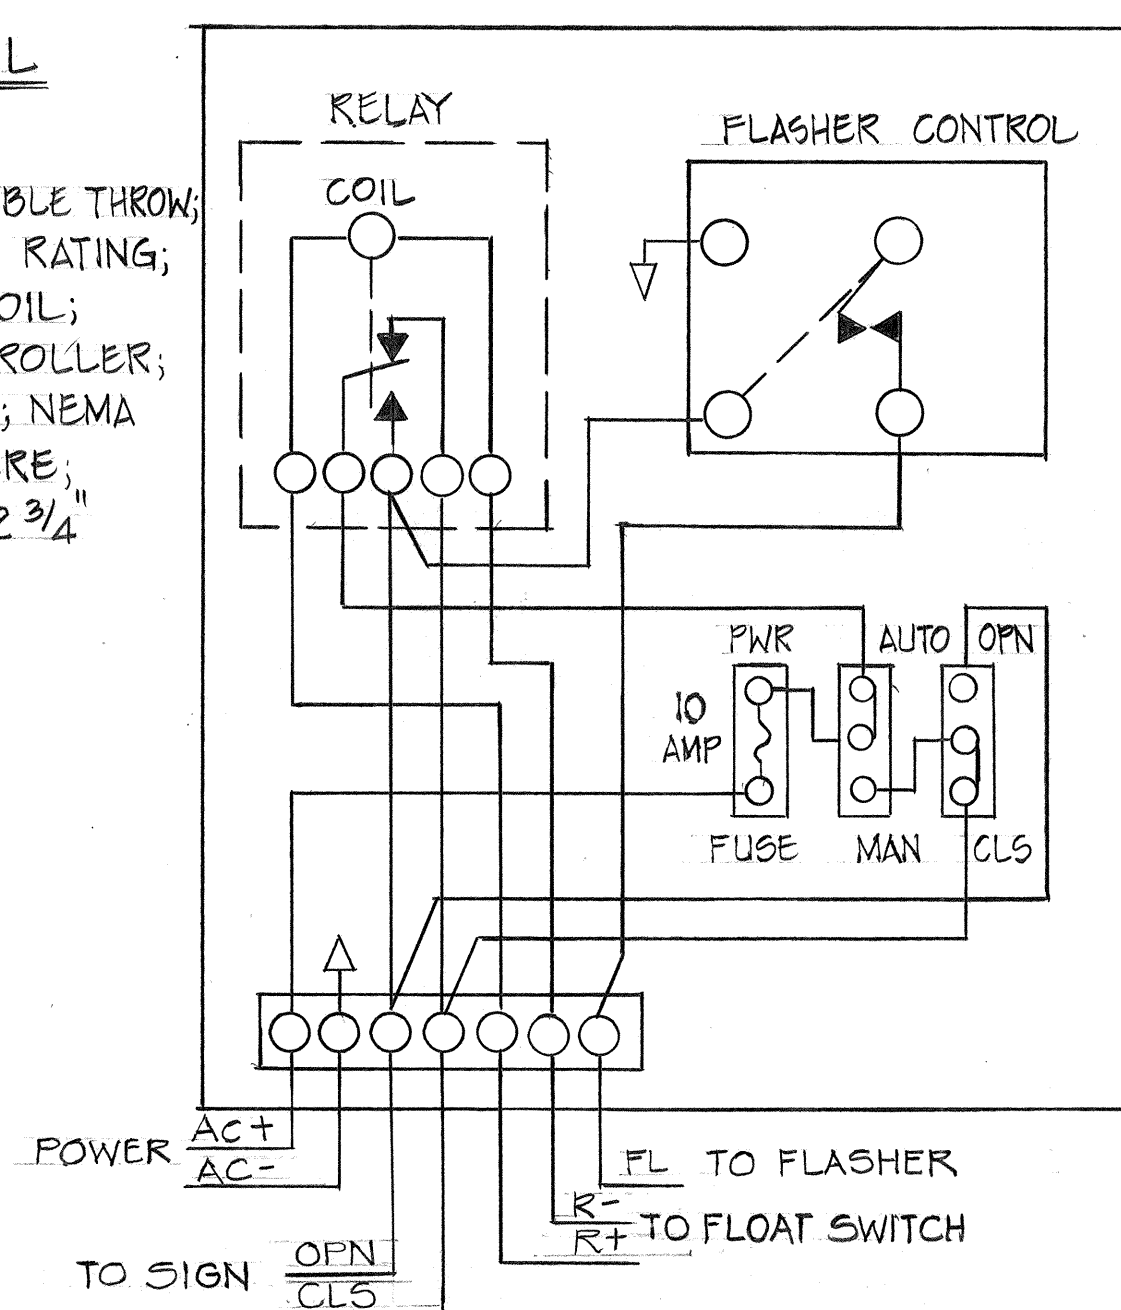 L
RELAY
FLASHER CONTROL
COIL
BLE THROW;
RATING;
OIL;
ROLLER;
; NEMA
RE;
2 3/4"
PWR AUTO OPN
10
AMP
FUSE MAN CLS
POWER AC+
AC-
FL TO FLASHER
R-
R+ TO FLOAT SWITCH
TO SIGN OPN
CLS